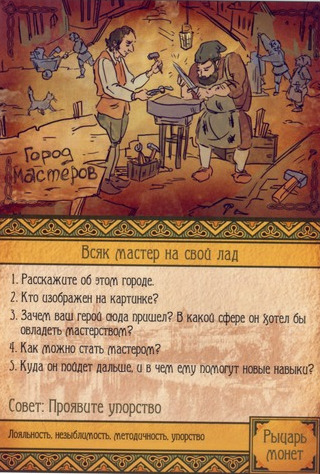 Город
Мастеров
Всяк мастер на свой лад
1. Расскажите об этом городе.
2. Кто изображен на картинке?
3. Зачем ваш герой сюда пришел? В какой сфере он хотел бы
овладеть мастерством?
4. Как можно стать мастером?
5. Куда он пойдет дальше, и в чем ему помогут новые навыки?
Совет: Проявите упорство
Лояльность, незыблимость, методичность, упорство
Рыцарь
монет